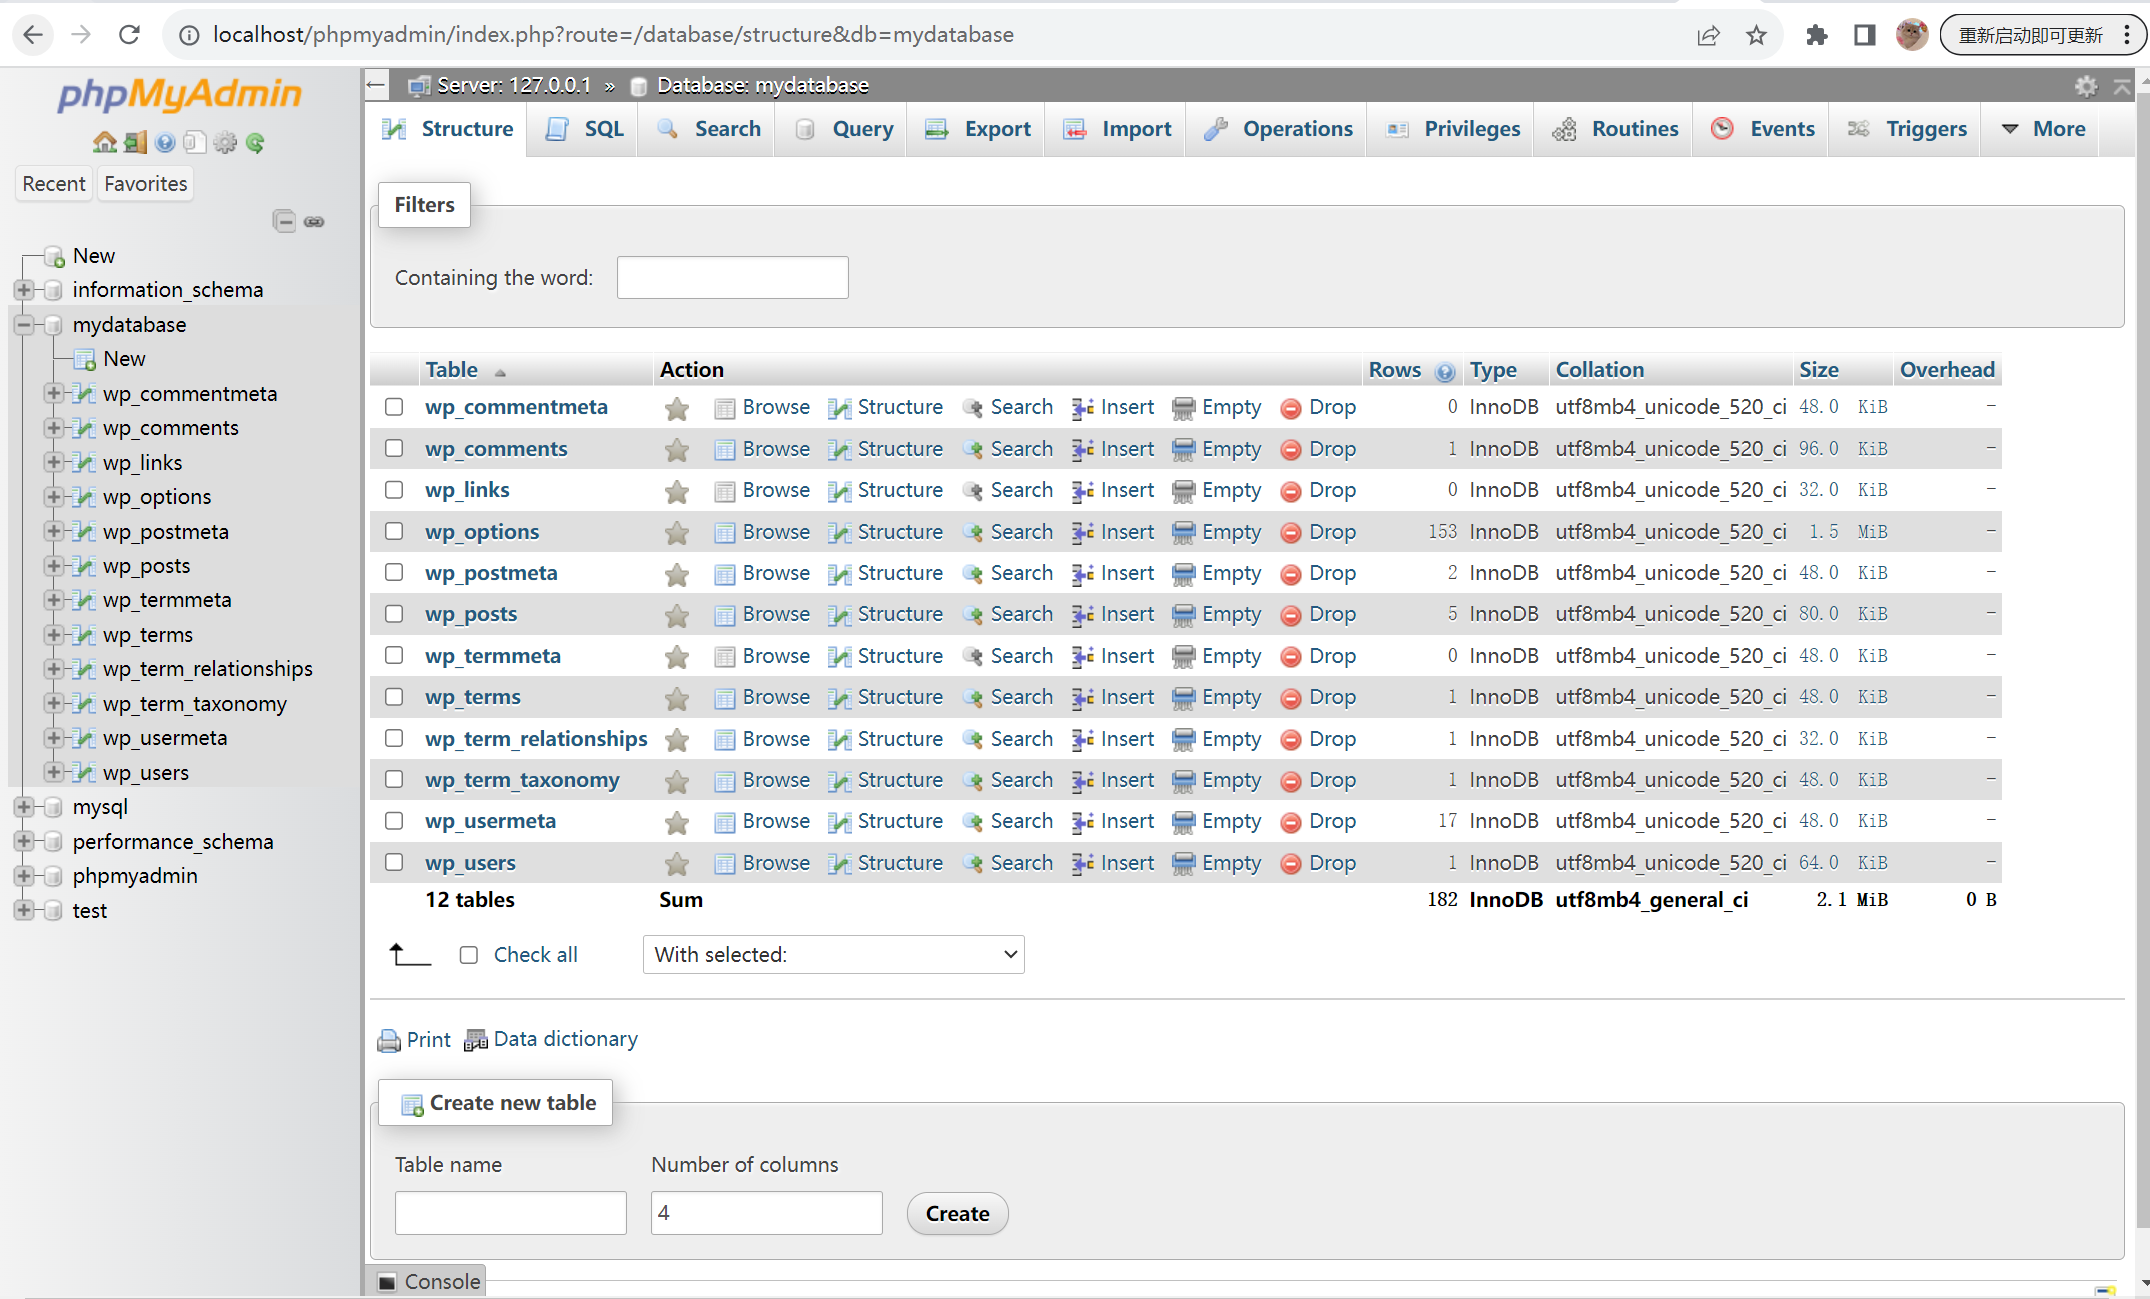 localhost/phpmyadmin/index.php?route=/database/structure&db=mydatabase
重新启动即可更新
phpMyAdmin
Recent Favorites
New
information_schema
mydatabase
New
wp_commentmeta
wp_comments
wp_links
wp_options
wp_postmeta
wp_posts
wp_termmeta
wp_terms
wp_term_relationships
wp_term_taxonomy
wp_usermeta
wp_users
mysql
performance_schema
phpmyadmin
test
Server: 127.0.0.1 » Database: mydatabase
Structure SQL Search Query Export Import Operations Privileges Routines Events Triggers More
Filters
Containing the word:
Table Action Rows Type Collation Size Overhead
wp_commentmeta Browse Structure Search Insert Empty Drop 0 InnoDB utf8mb4_unicode_520_ci 48.0 KiB -
wp_comments Browse Structure Search Insert Empty Drop 1 InnoDB utf8mb4_unicode_520_ci 96.0 KiB -
wp_links Browse Structure Search Insert Empty Drop 0 InnoDB utf8mb4_unicode_520_ci 32.0 KiB -
wp_options Browse Structure Search Insert Empty Drop 153 InnoDB utf8mb4_unicode_520_ci 1.5 MiB -
wp_postmeta Browse Structure Search Insert Empty Drop 2 InnoDB utf8mb4_unicode_520_ci 48.0 KiB -
wp_posts Browse Structure Search Insert Empty Drop 5 InnoDB utf8mb4_unicode_520_ci 80.0 KiB -
wp_termmeta Browse Structure Search Insert Empty Drop 0 InnoDB utf8mb4_unicode_520_ci 48.0 KiB -
wp_terms Browse Structure Search Insert Empty Drop 1 InnoDB utf8mb4_unicode_520_ci 48.0 KiB -
wp_term_relationships Browse Structure Search Insert Empty Drop 1 InnoDB utf8mb4_unicode_520_ci 32.0 KiB -
wp_term_taxonomy Browse Structure Search Insert Empty Drop 1 InnoDB utf8mb4_unicode_520_ci 48.0 KiB -
wp_usermeta Browse Structure Search Insert Empty Drop 17 InnoDB utf8mb4_unicode_520_ci 48.0 KiB -
wp_users Browse Structure Search Insert Empty Drop 1 InnoDB utf8mb4_unicode_520_ci 64.0 KiB -
12 tables Sum 182 InnoDB utf8mb4_general_ci 2.1 MiB 0 B
Check all With selected:
Print Data dictionary
Create new table
Table name Number of columns
4 Create
Console